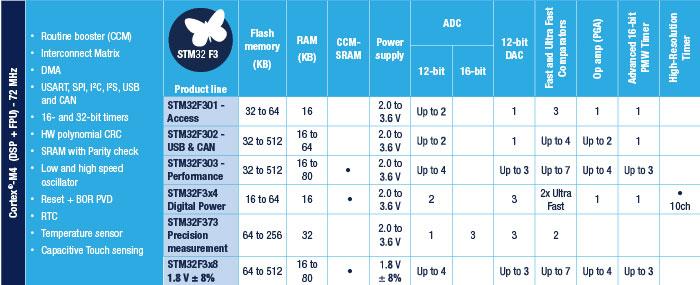 Cortex®-M4 (DSP + FPU) - 72 MHz
• Routine booster (CCM)
• Interconnect Matrix
• DMA
• USART, SPI, I²C, I²S, USB
and CAN
• 16- and 32-bit timers
• HW polynomial CRC
• SRAM with Parity check
• Low and high speed
oscillator
• Reset + BOR PVD
• RTC
• Temperature sensor
• Capacitive Touch sensing
STM32 F3
Product line
Flash
memory
(KB)
RAM
(KB)
CCM-
SRAM
Power
supply
ADC
12-bit
16-bit
12-bit
DAC
Fast and Ultra Fast
Comparators
Op amp (PGA)
Advanced 16-bit
PMW Timer
High-Resolution
Timer
STM32F301 -
Access
32 to 64
16
2.0 to
3.6 V
Up to 2
1
3
1
1
STM32F302 -
USB & CAN
32 to 512
16 to
64
2.0 to
3.6 V
Up to 2
1
Up to 4
Up to 2
1
STM32F303 -
Performance
32 to 512
16 to
80
•
2.0 to
3.6 V
Up to 4
Up to 3
Up to 7
Up to 4
Up to 3
STM32F3x4
Digital Power
16 to 64
16
•
2.0 to
3.6 V
2
3
2x Ultra
Fast
1
1
•
10ch
STM32F373
Precision
measurement
64 to 256
32
2.0 to
3.6 V
1
3
3
2
STM32F3x8
1.8 V ± 8%
64 to 512
16 to
80
•
1.8 V
± 8%
Up to 4
Up to 3
Up to 7
Up to 4
Up to 3